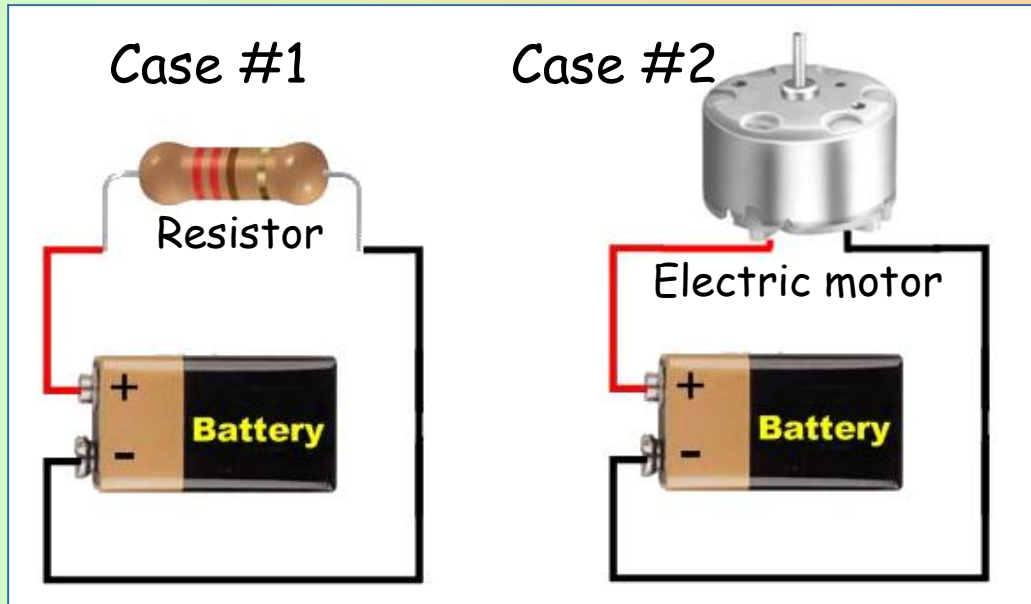 Case #1
Resistor
+
Battery
-
Case #2
Electric motor
+
Battery
-